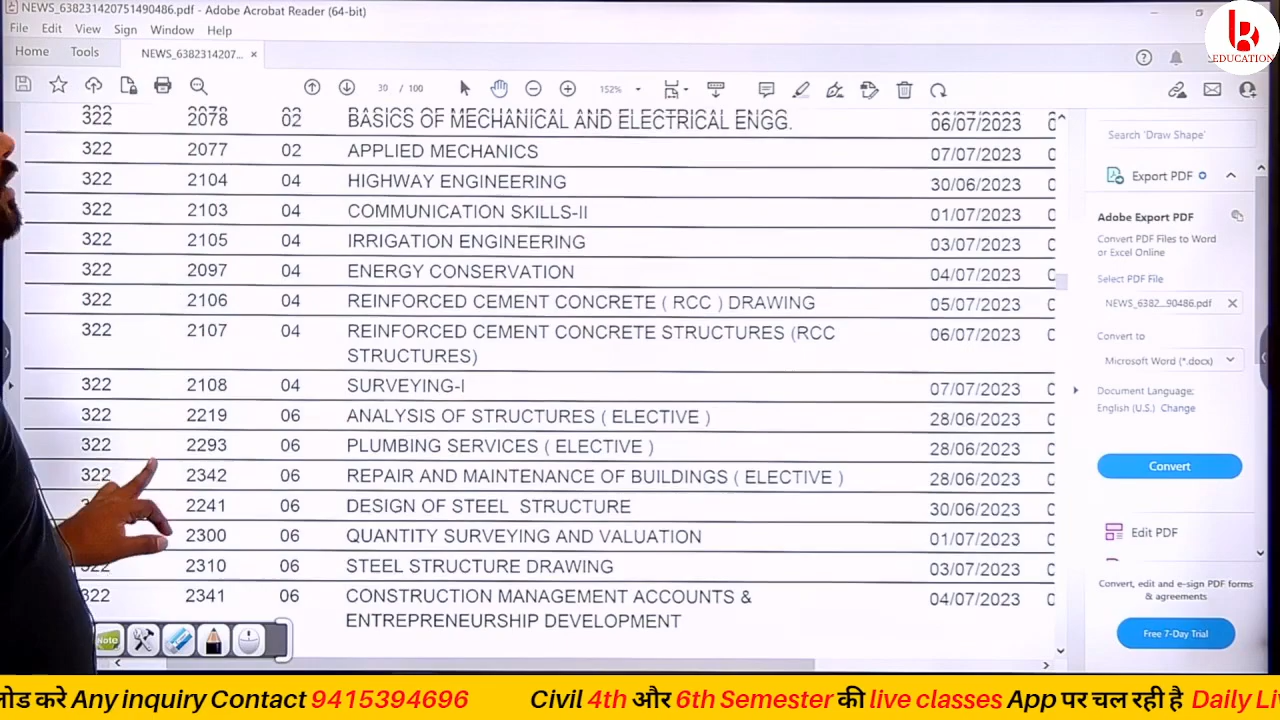 NEWS_638231420751490486.pdf - Adobe Acrobat Reader (64-bit)
File Edit View Sign Window Help
Home Tools NEWS_6382314207... ×
30 / 100 152%
EDUCATION
322 2078 02 BASICS OF MECHANICAL AND ELECTRICAL ENGG. 06/07/2023
322 2077 02 APPLIED MECHANICS 07/07/2023
322 2104 04 HIGHWAY ENGINEERING 30/06/2023
322 2103 04 COMMUNICATION SKILLS-II 01/07/2023
322 2105 04 IRRIGATION ENGINEERING 03/07/2023
322 2097 04 ENERGY CONSERVATION 04/07/2023
322 2106 04 REINFORCED CEMENT CONCRETE ( RCC ) DRAWING 05/07/2023
322 2107 04 REINFORCED CEMENT CONCRETE STRUCTURES (RCC 06/07/2023
STRUCTURES)
322 2108 04 SURVEYING-I 07/07/2023
322 2219 06 ANALYSIS OF STRUCTURES ( ELECTIVE ) 28/06/2023
322 2293 06 PLUMBING SERVICES ( ELECTIVE ) 28/06/2023
322 2342 06 REPAIR AND MAINTENANCE OF BUILDINGS ( ELECTIVE ) 28/06/2023
2241 06 DESIGN OF STEEL STRUCTURE 30/06/2023
2300 06 QUANTITY SURVEYING AND VALUATION 01/07/2023
322 2310 06 STEEL STRUCTURE DRAWING 03/07/2023
322 2341 06 CONSTRUCTION MANAGEMENT ACCOUNTS & 04/07/2023
ENTREPRENEURSHIP DEVELOPMENT
Search 'Draw Shape'
Export PDF
Adobe Export PDF
Convert PDF Files to Word
or Excel Online
Select PDF File
NEWS_6382...90486.pdf
Convert to
Microsoft Word (*.docx)
Document Language:
English (U.S.) Change
Convert
Edit PDF
Convert, edit and e-sign PDF forms
& agreements
Free 7-Day Trial
Note
लोड करे Any inquiry Contact 9415394696 Civil 4th और 6th Semester की live classes App पर चल रही है Daily